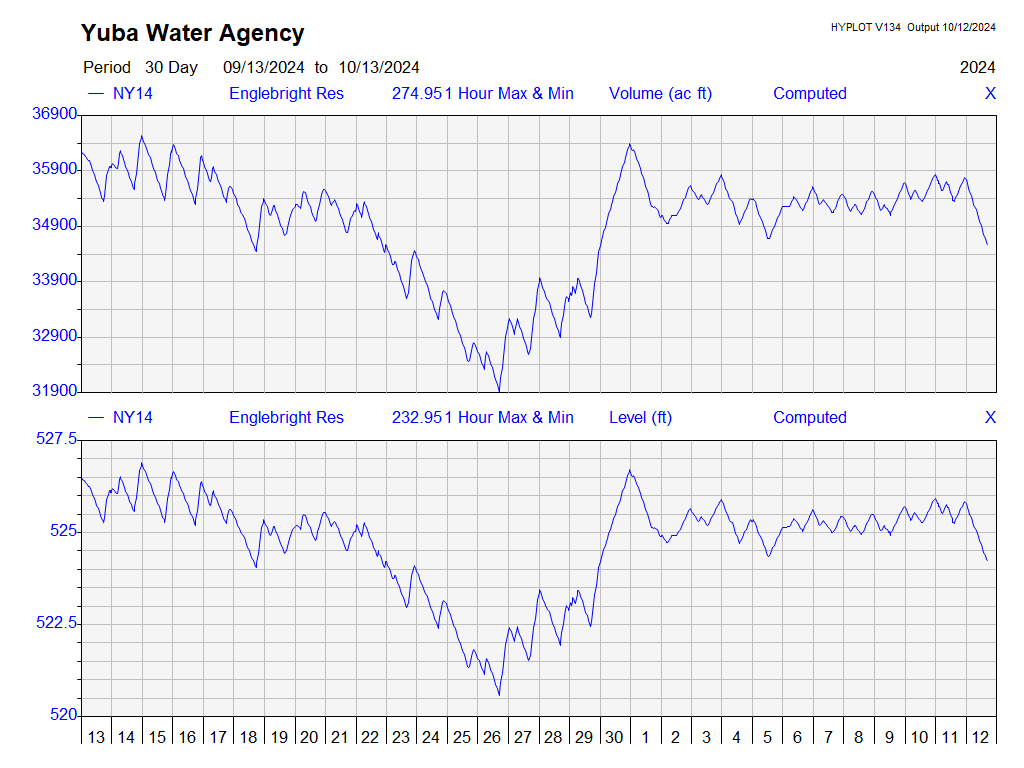 Yuba Water Agency
HYPLOT V134 Output 10/12/2024
Period 30 Day 09/13/2024 to 10/13/2024 2024
NY14 Englebright Res 274.951 Hour Max & Min Volume (ac ft) Computed X
36900
35900
34900
33900
32900
31900
NY14 Englebright Res 232.951 Hour Max & Min Level (ft) Computed X
527.5
525
522.5
520
13 14 15 16 17 18 19 20 21 22 23 24 25 26 27 28 29 30 1 2 3 4 5 6 7 8 9 10 11 12